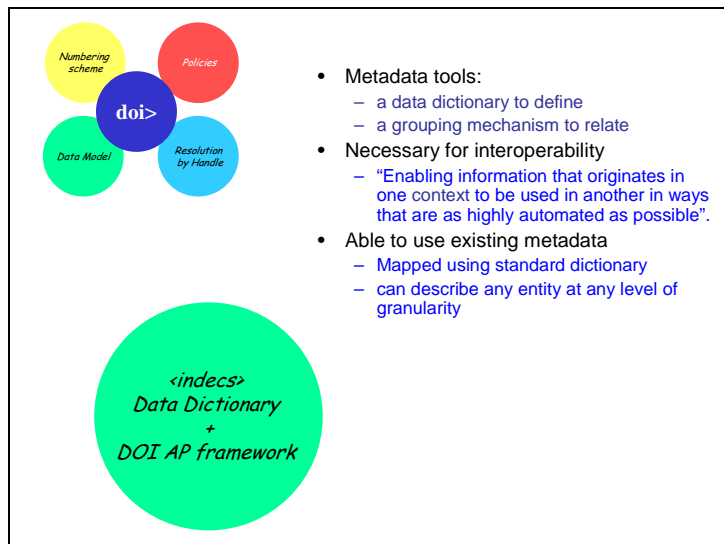 Numbering
scheme
Policies
doi>
Data Model
Resolution
by Handle
• Metadata tools:
– a data dictionary to define
– a grouping mechanism to relate
• Necessary for interoperability
– “Enabling information that originates in
one context to be used in another in ways
that are as highly automated as possible”.
• Able to use existing metadata
– Mapped using standard dictionary
– can describe any entity at any level of
granularity
<indecs>
Data Dictionary
+
DOI AP framework